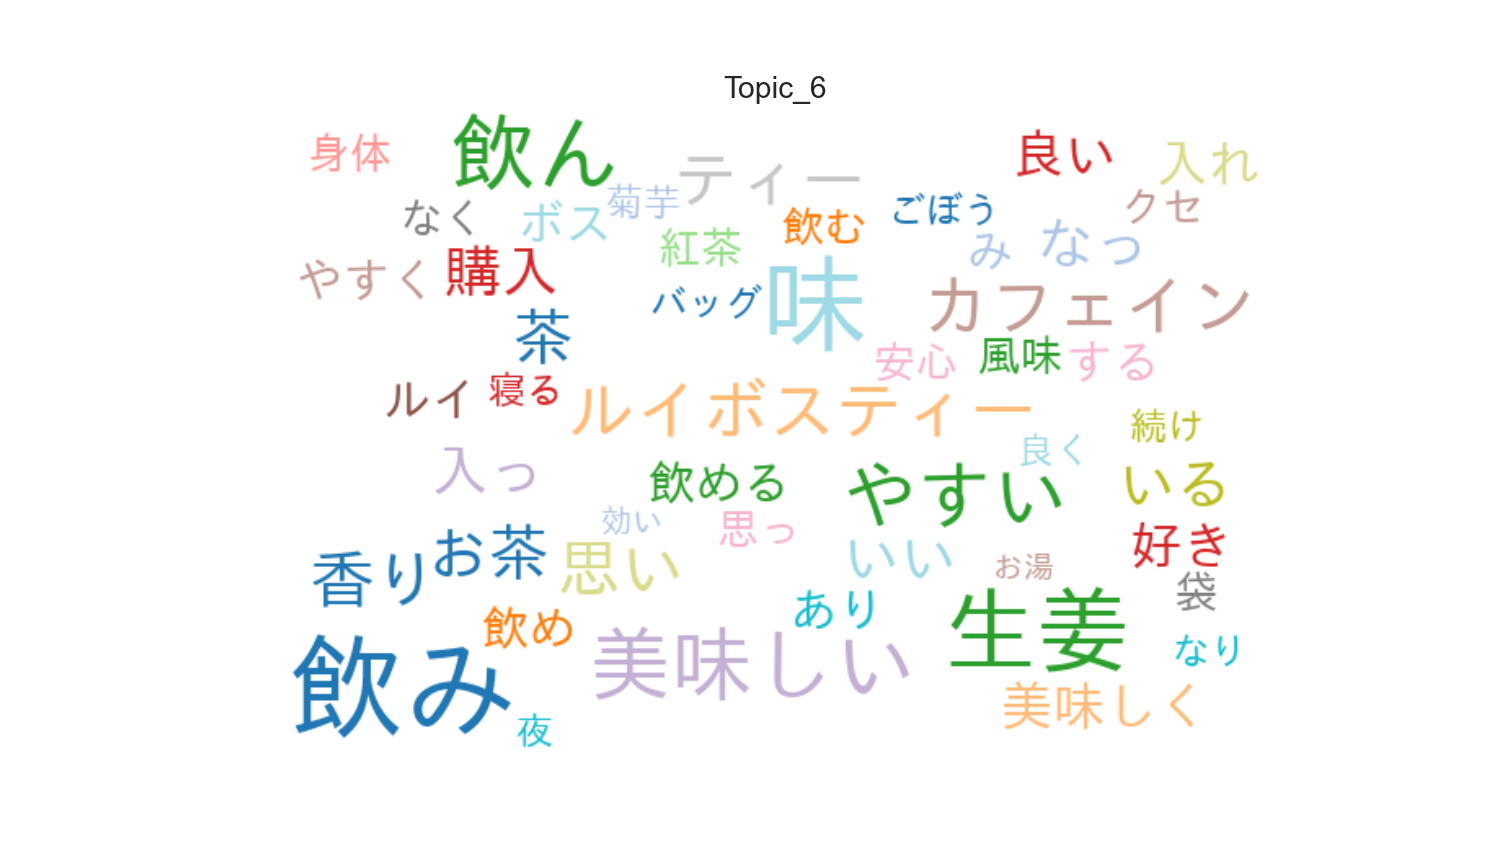 Topic_6
身体
飲ん
ティー
良い
入れ
なく
ボス
菊芋
紅茶
飲む
ごぼう
クセ
み
なっ
やすく
購入
バッグ
味
カフェイン
茶
安心
風味
する
ルイ
寝る
ルイボスティー
続け
良く
入っ
飲める
やすい
いる
効い
思っ
香り
お茶
思い
いい
お湯
好き
袋
飲め
あり
生姜
なり
飲み
美味しい
美味しく
夜